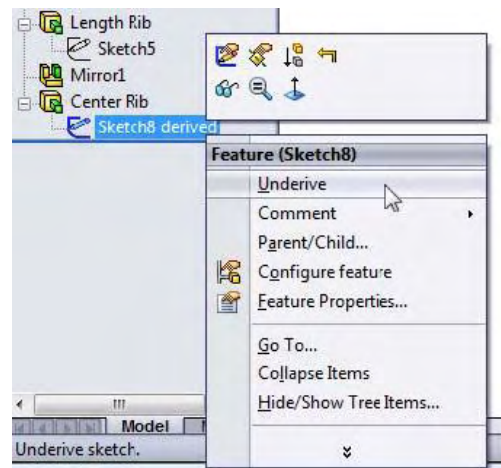 Length Rib
Sketch5
Mirror1
Center Rib
Sketch8 derived
Feature (Sketch8)
Underive
Comment
Parent/Child...
Configure feature
Feature Properties...
Go To...
Collapse Items
Hide/Show Tree Items...
Model
Underive sketch.